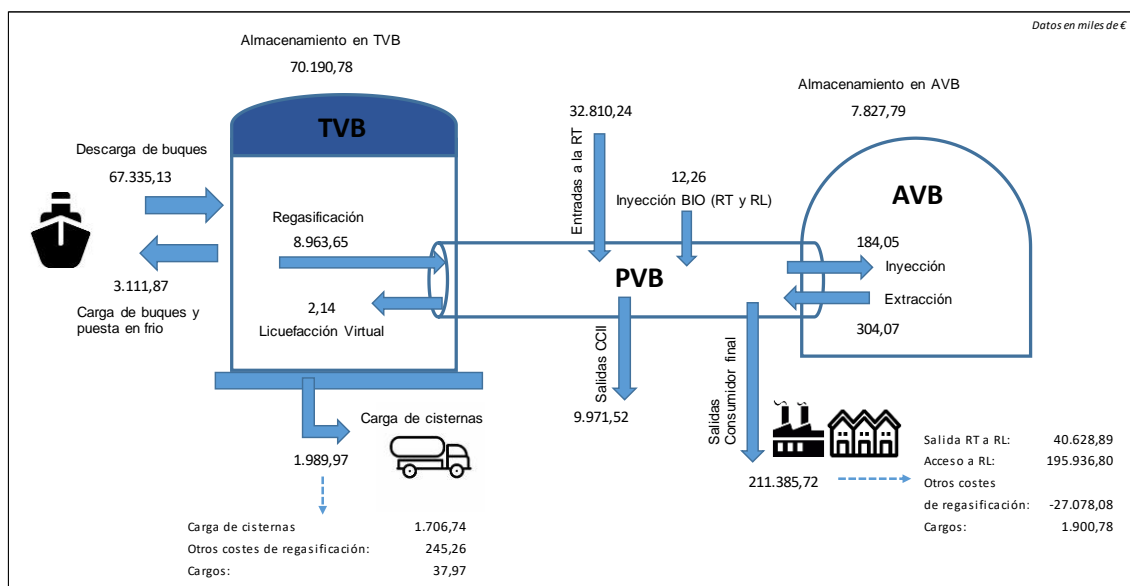 Datos en miles de €
Almacenamiento en TVB
70.190,78
Almacenamiento en AVB
7.827,79
TVB
Descarga de buques
67.335,13
3.111,87
Carga de buques y
puesta en frio
Regasificación
8.963,65
2,14
Licuefacción Virtual
32.810,24
Entradas a la RT
12,26
Inyección BIO (RT y RL)
PVB
AVB
184,05
Inyección
Extracción
304,07
Salidas CCII
9.971,52
Salidas
Consumidor final
211.385,72
Carga de cisternas
1.989,97
Carga de cisternas 1.706,74
Otros costes de regasificación: 245,26
Cargos: 37,97
Salida RT a RL: 40.628,89
Acceso a RL: 195.936,80
Otros costes
de regasificación: -27.078,08
Cargos: 1.900,78